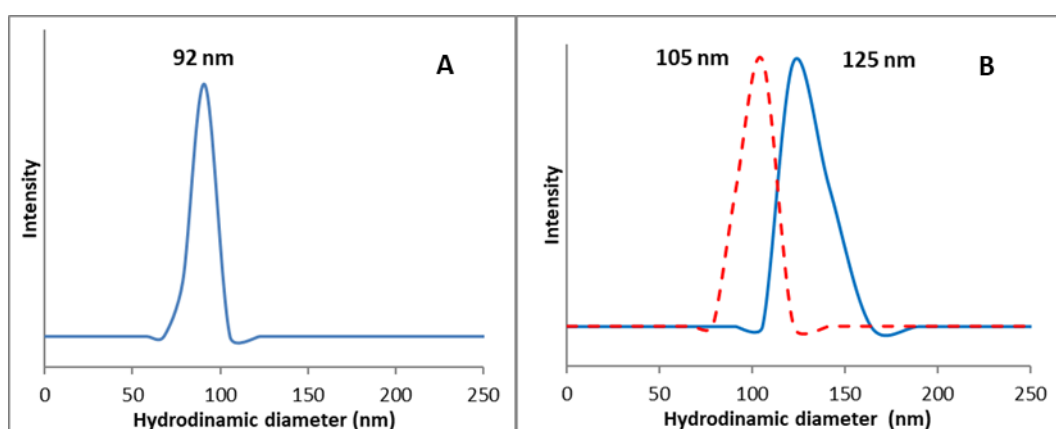 92 nm
A
Intensity
0 50 100 150 200 250
Hydrodinamic diameter (nm)
105 nm 125 nm
B
Intensity
0 50 100 150 200 250
Hydrodinamic diameter (nm)